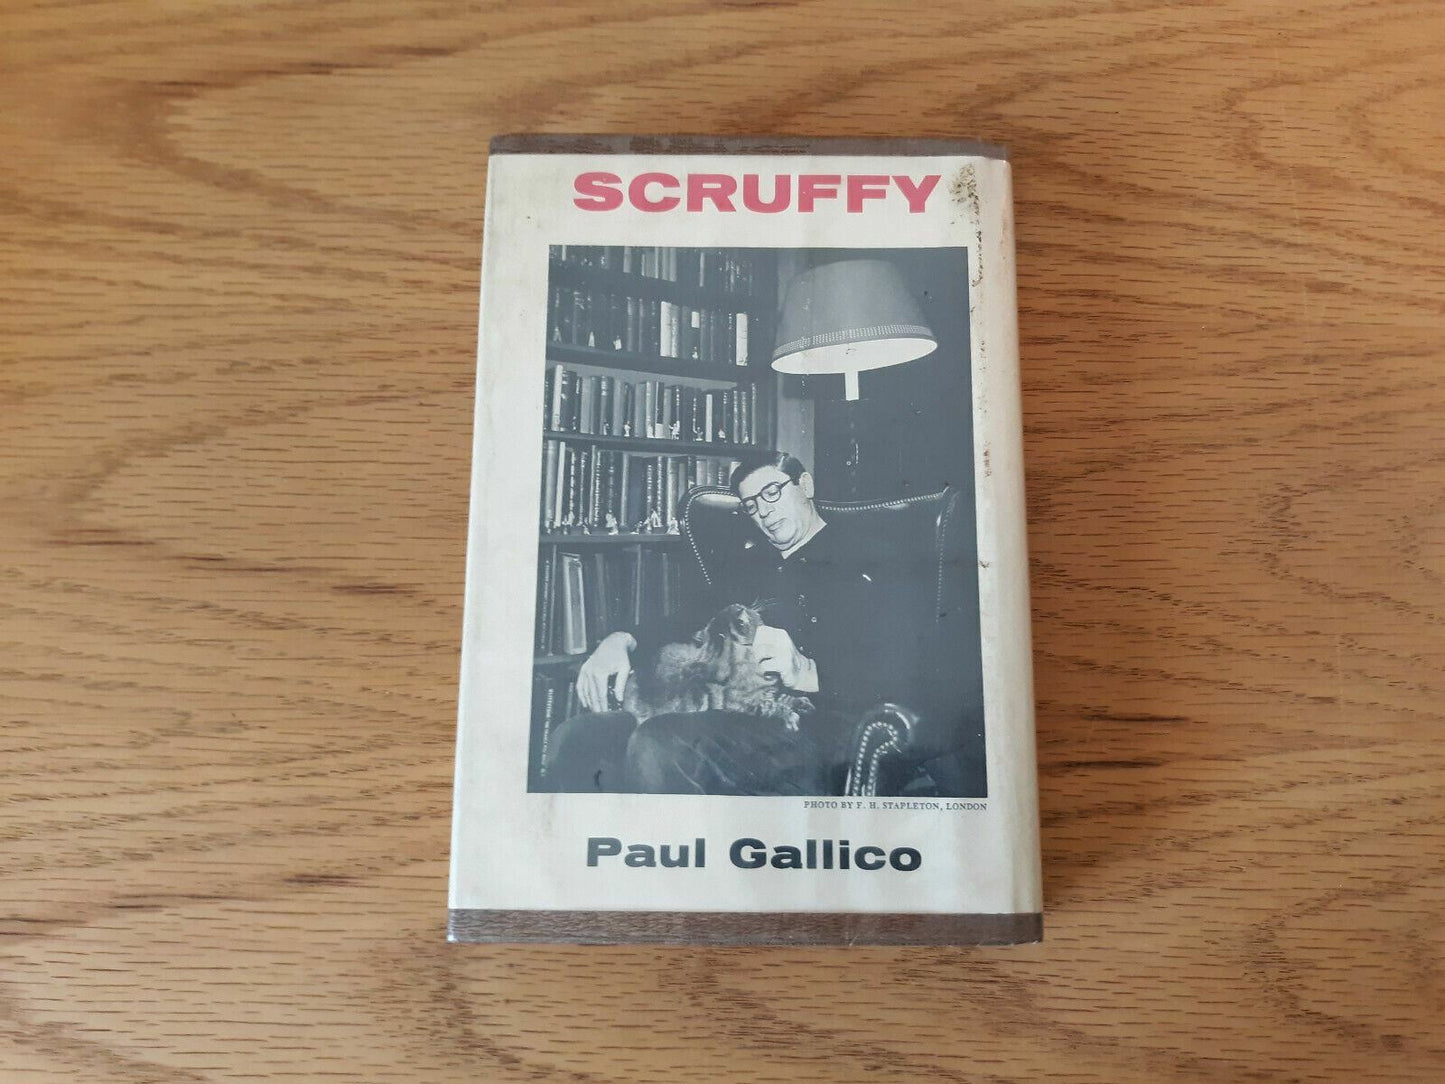 SCRUFFY
PHOTO BY F. H. STAPLETON, LONDON
Paul Gallico